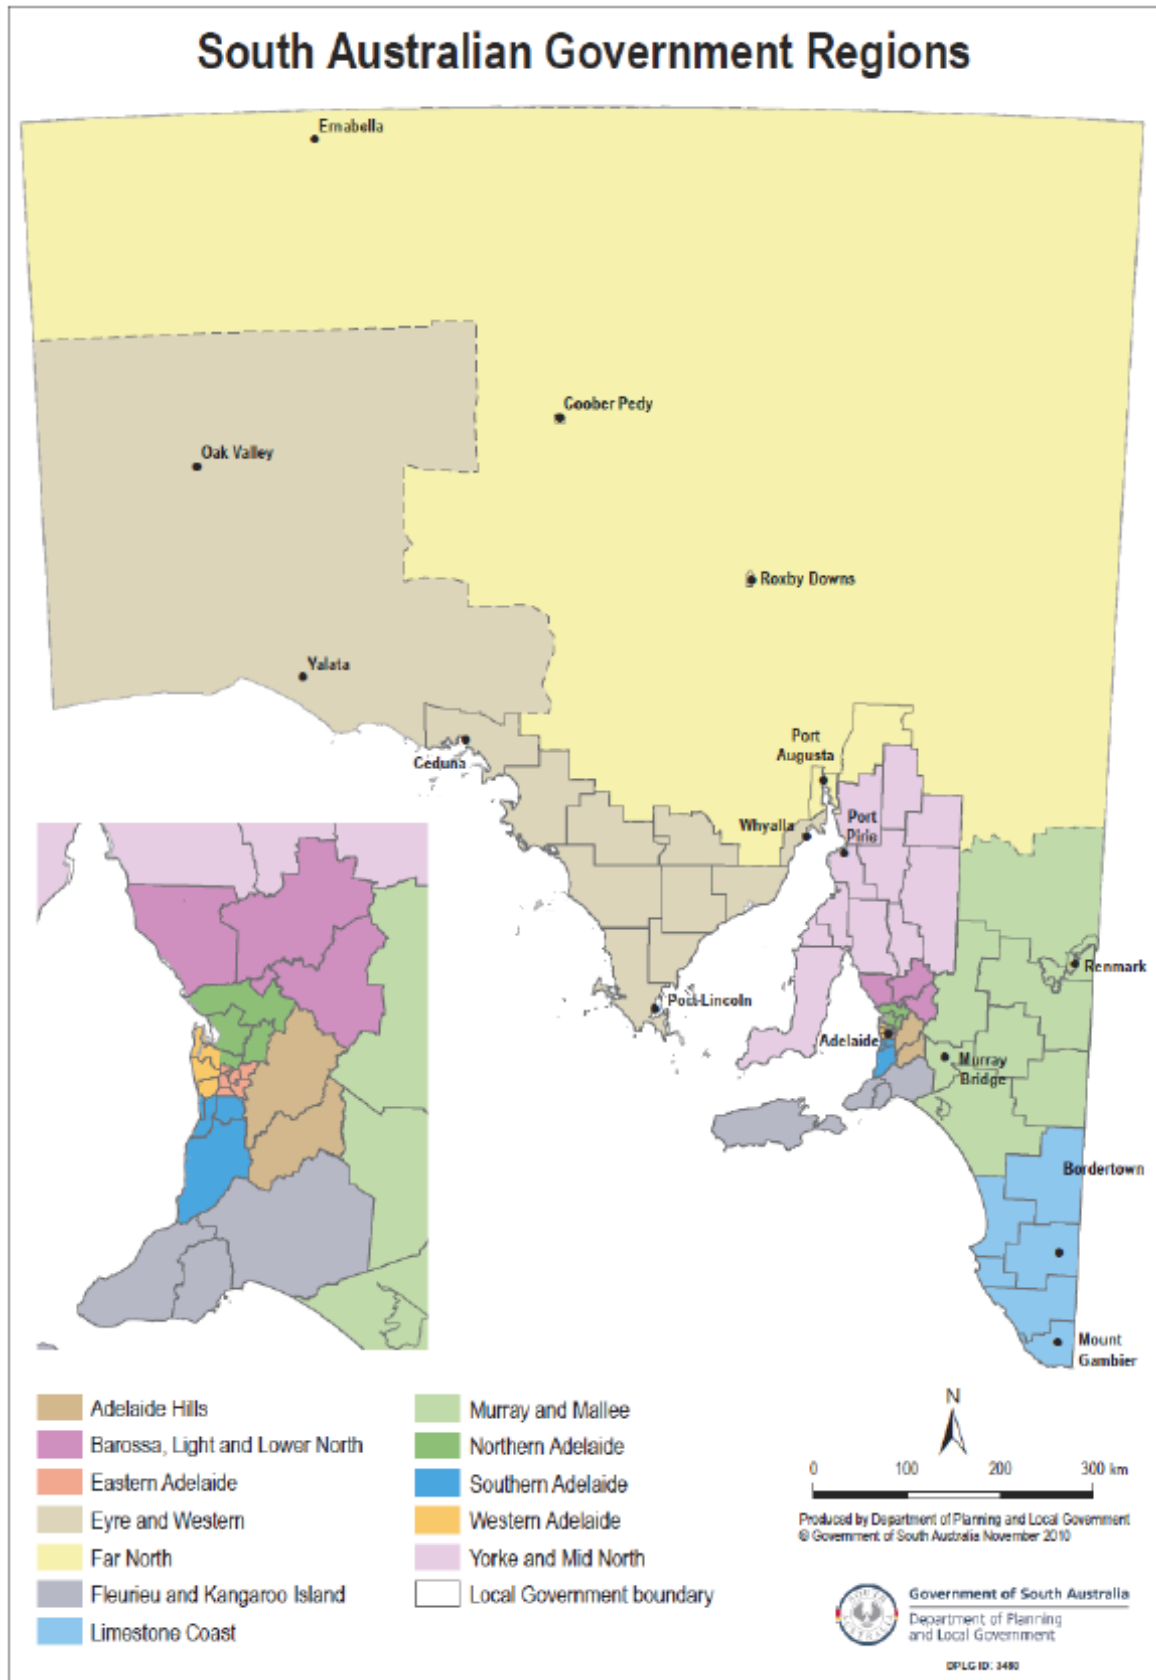 South Australian Government Regions
Ernabella
Coober Pedy
Oak Valley
Roxby Downs
Yalata
Port
Augusta
Ceduna
Whyalla
Port
Pirie
Renmark
Port Lincoln
Adelaide
Murray
Bridge
Bordertown
Mount
Gambier
Adelaide Hills
Barossa, Light and Lower North
Eastern Adelaide
Eyre and Western
Far North
Fleurieu and Kangaroo Island
Limestone Coast
Murray and Mallee
Northern Adelaide
Southern Adelaide
Western Adelaide
Yorke and Mid North
Local Government boundary
N
0 100 200 300 km
Produced by Department of Planning and Local Government
© Government of South Australia November 2010
SOUTH AUSTRALIA
Government of South Australia
Department of Planning
and Local Government
DPLG ID: 3480